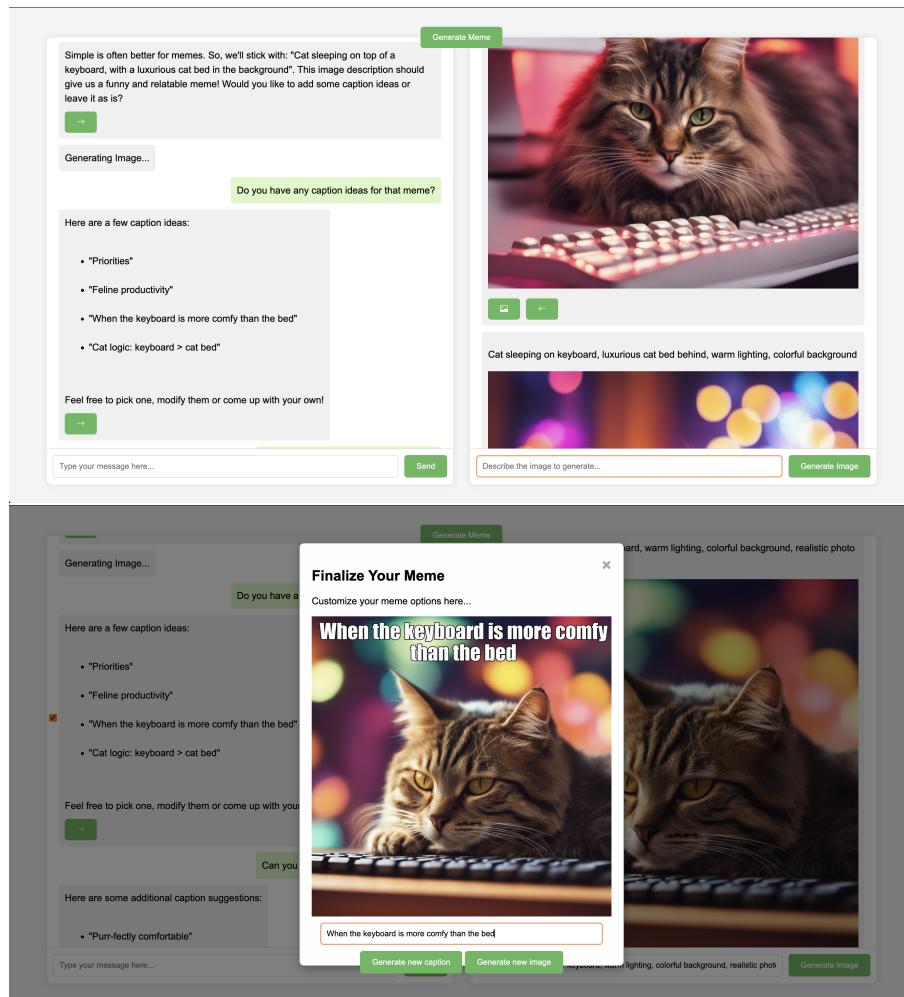 Generate Meme
Simple is often better for memes. So, we'll stick with: "Cat sleeping on top of a
keyboard, with a luxurious cat bed in the background". This image description should
give us a funny and relatable meme! Would you like to add some caption ideas or
leave it as is?
→
Generating Image...
Do you have any caption ideas for that meme?
Here are a few caption ideas:
• "Priorities"
• "Feline productivity"
• "When the keyboard is more comfy than the bed"
• "Cat logic: keyboard > cat bed"
Feel free to pick one, modify them or come up with your own!
→
Type your message here...
Send
←
Cat sleeping on keyboard, luxurious cat bed behind, warm lighting, colorful background
Describe the image to generate...
Generate Image
Generate Meme
Generating Image...
Do you have a
Here are a few caption ideas:
• "Priorities"
• "Feline productivity"
• "When the keyboard is more comfy than the bed"
• "Cat logic: keyboard > cat bed"
Feel free to pick one, modify them or come up with your
→
Can you
Here are some additional caption suggestions:
• "Purr-fectly comfortable"
Type your message here...
×
Finalize Your Meme
Customize your meme options here...
When the keyboard is more comfy
than the bed
When the keyboard is more comfy than the bed
Generate new caption
Generate new image
warm lighting, colorful background, realistic photo
lighting, colorful background, realistic phot
Generate Image